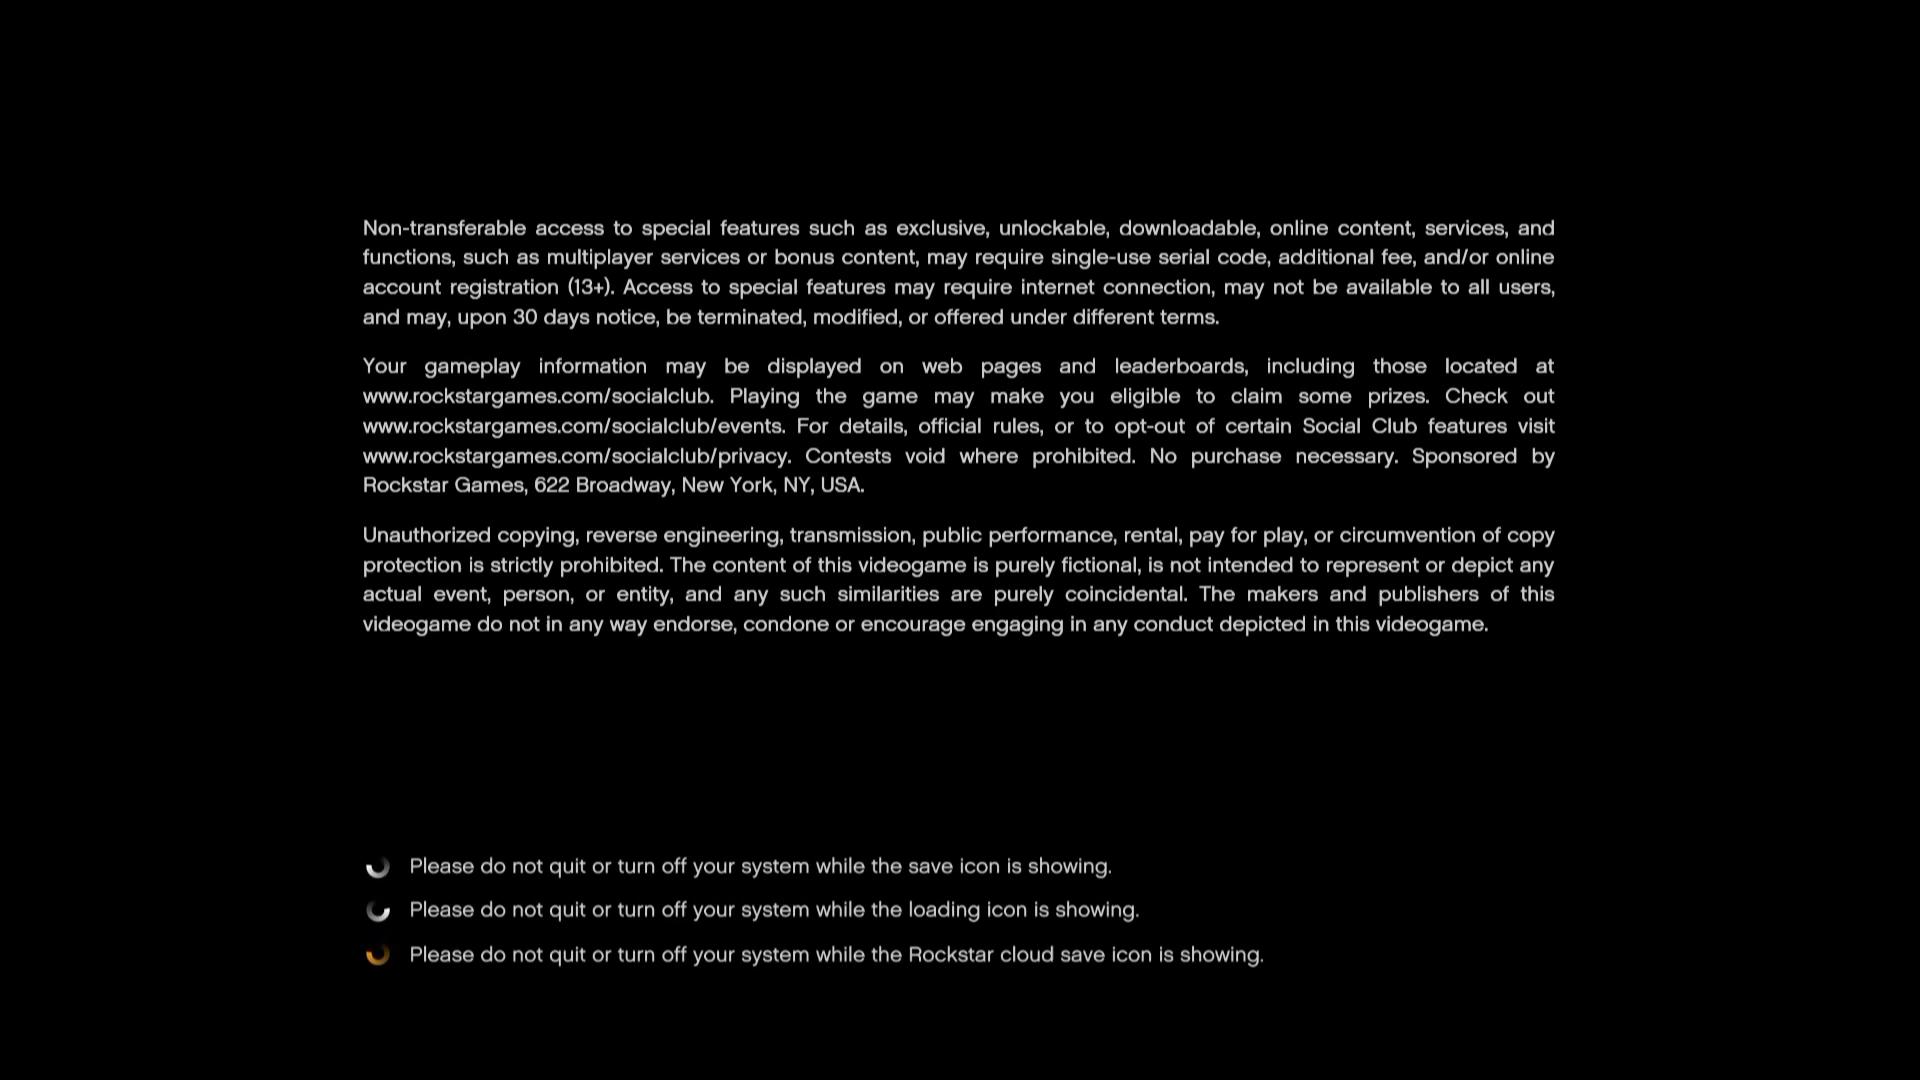 Non-transferable access to special features such as exclusive, unlockable, downloadable, online content, services, and
functions, such as multiplayer services or bonus content, may require single-use serial code, additional fee, and/or online
account registration (13+). Access to special features may require internet connection, may not be available to all users,
and may, upon 30 days notice, be terminated, modified, or offered under different terms.
Your gameplay information may be displayed on web pages and leaderboards, including those located at
www.rockstargames.com/socialclub. Playing the game may make you eligible to claim some prizes. Check out
www.rockstargames.com/socialclub/events. For details, official rules, or to opt-out of certain Social Club features visit
www.rockstargames.com/socialclub/privacy. Contests void where prohibited. No purchase necessary. Sponsored by
Rockstar Games, 622 Broadway, New York, NY, USA.
Unauthorized copying, reverse engineering, transmission, public performance, rental, pay for play, or circumvention of copy
protection is strictly prohibited. The content of this videogame is purely fictional, is not intended to represent or depict any
actual event, person, or entity, and any such similarities are purely coincidental. The makers and publishers of this
videogame do not in any way endorse, condone or encourage engaging in any conduct depicted in this videogame.
Please do not quit or turn off your system while the save icon is showing.
Please do not quit or turn off your system while the loading icon is showing.
Please do not quit or turn off your system while the Rockstar cloud save icon is showing.